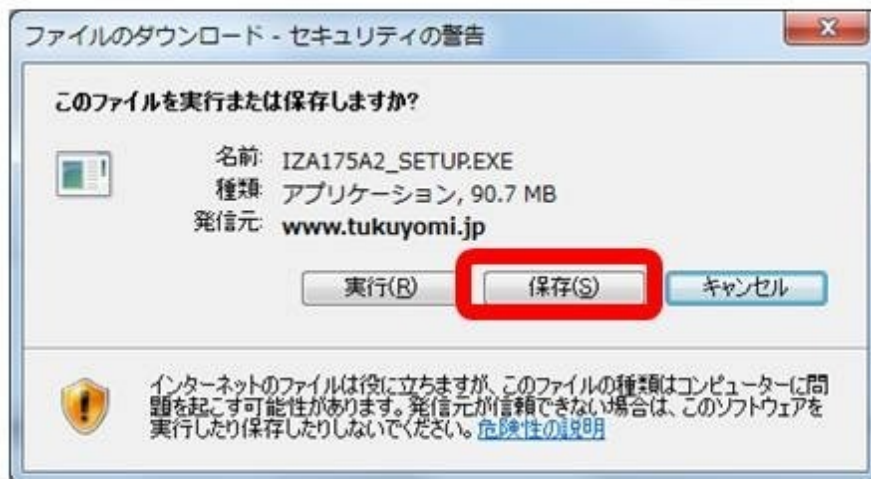 ファイルのダウンロード - セキュリティの警告
このファイルを実行または保存しますか?
名前: IZA175A2_SETUP.EXE
種類: アプリケーション, 90.7 MB
発信元: www.tukuyomi.jp
実行(R) 保存(S) キャンセル
インターネットのファイルは役に立ちますが、このファイルの種類はコンピューターに問
題を起こす可能性があります。発信元が信頼できない場合は、このソフトウェアを
実行したり保存したりしないでください。危険性の説明